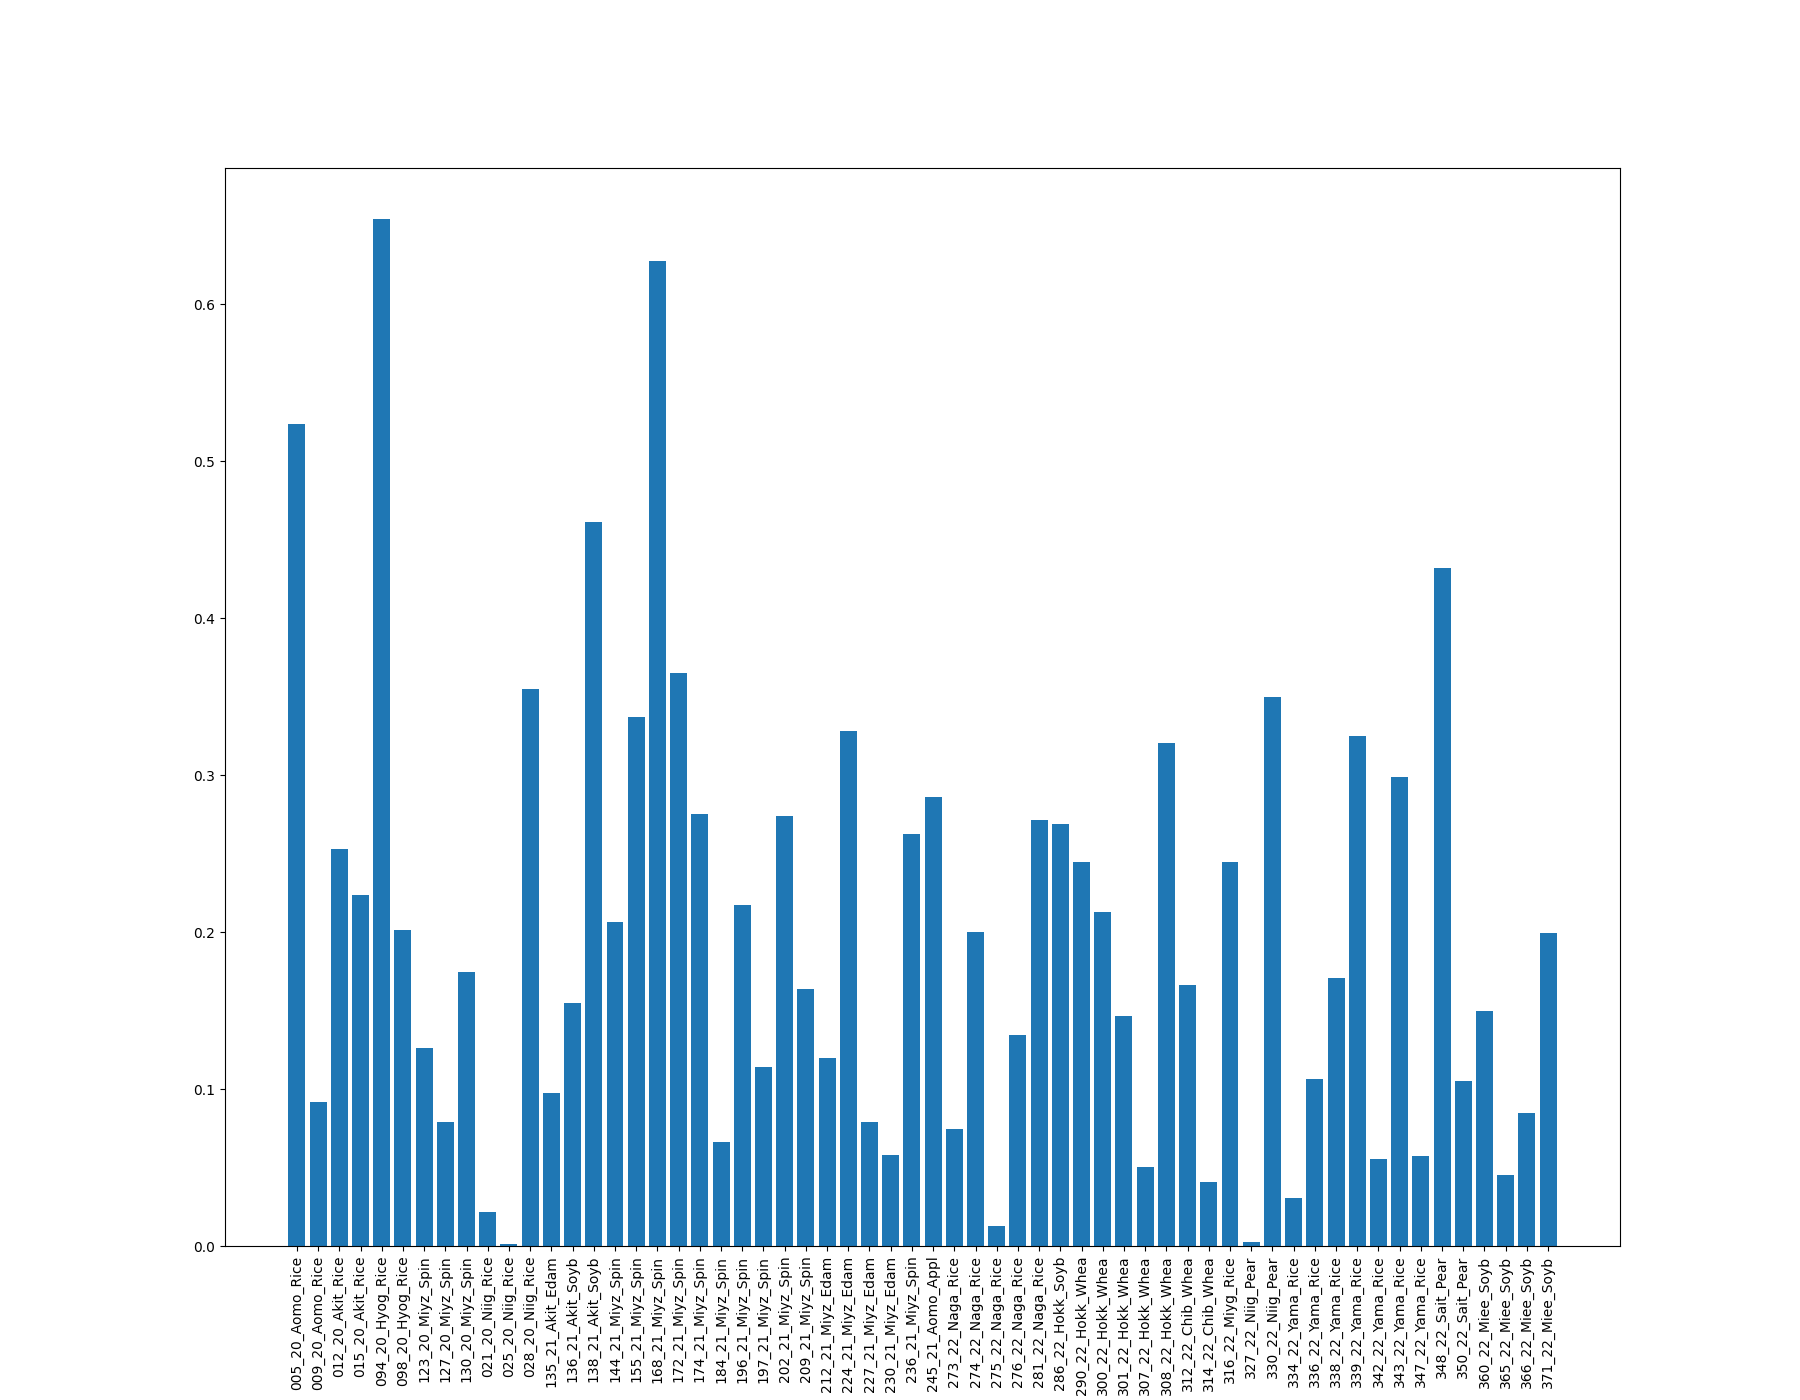 0.6
0.5
0.4
0.3
0.2
0.1
0.0
005_20_Aomo_Rice
009_20_Aomo_Rice
012_20_Akit_Rice
015_20_Akit_Rice
094_20_Hyog_Rice
098_20_Hyog_Rice
123_20_Miyz_Spin
127_20_Miyz_Spin
130_20_Miyz_Spin
021_20_Niig_Rice
025_20_Niig_Rice
028_20_Niig_Rice
135_21_Akit_Edam
136_21_Akit_Soyb
138_21_Akit_Soyb
144_21_Miyz_Spin
155_21_Miyz_Spin
168_21_Miyz_Spin
172_21_Miyz_Spin
174_21_Miyz_Spin
184_21_Miyz_Spin
196_21_Miyz_Spin
197_21_Miyz_Spin
202_21_Miyz_Spin
209_21_Miyz_Spin
212_21_Miyz_Edam
224_21_Miyz_Edam
227_21_Miyz_Edam
230_21_Miyz_Edam
236_21_Miyz_Spin
245_21_Aomo_Appl
273_22_Naga_Rice
274_22_Naga_Rice
275_22_Naga_Rice
276_22_Naga_Rice
281_22_Naga_Rice
286_22_Hokk_Soyb
290_22_Hokk_Whea
300_22_Hokk_Whea
301_22_Hokk_Whea
307_22_Hokk_Whea
308_22_Hokk_Whea
312_22_Chib_Whea
314_22_Chib_Whea
316_22_Miyg_Rice
327_22_Niig_Pear
330_22_Niig_Pear
334_22_Yama_Rice
336_22_Yama_Rice
338_22_Yama_Rice
339_22_Yama_Rice
342_22_Yama_Rice
343_22_Yama_Rice
347_22_Yama_Rice
348_22_Sait_Pear
350_22_Sait_Pear
360_22_Miee_Soyb
365_22_Miee_Soyb
366_22_Miee_Soyb
371_22_Miee_Soyb